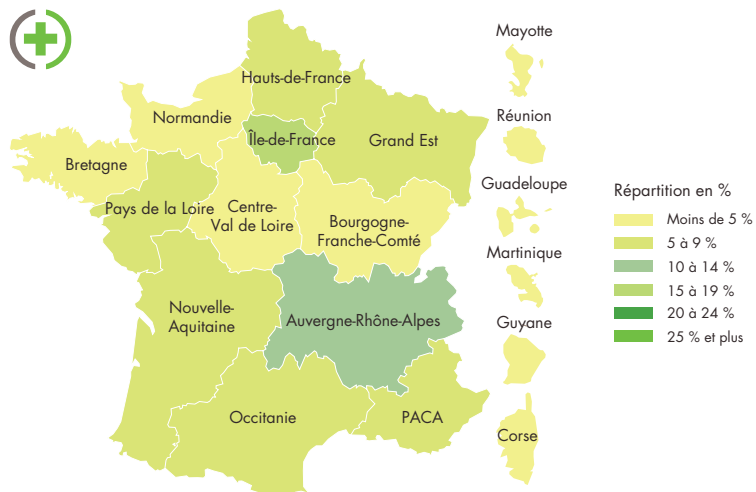 Mayotte
Hauts-de-France
Normandie
Réunion
Île-de-France
Grand Est
Bretagne
Guadeloupe
Répartition en %
Pays de la Loire
Centre-
Val de Loire
Bourgogne-
Franche-Comté
Moins de 5 %
5 à 9 %
10 à 14 %
15 à 19 %
20 à 24 %
25 % et plus
Martinique
Nouvelle-
Aquitaine
Auvergne-Rhône-Alpes
Guyane
Occitanie
PACA
Corse